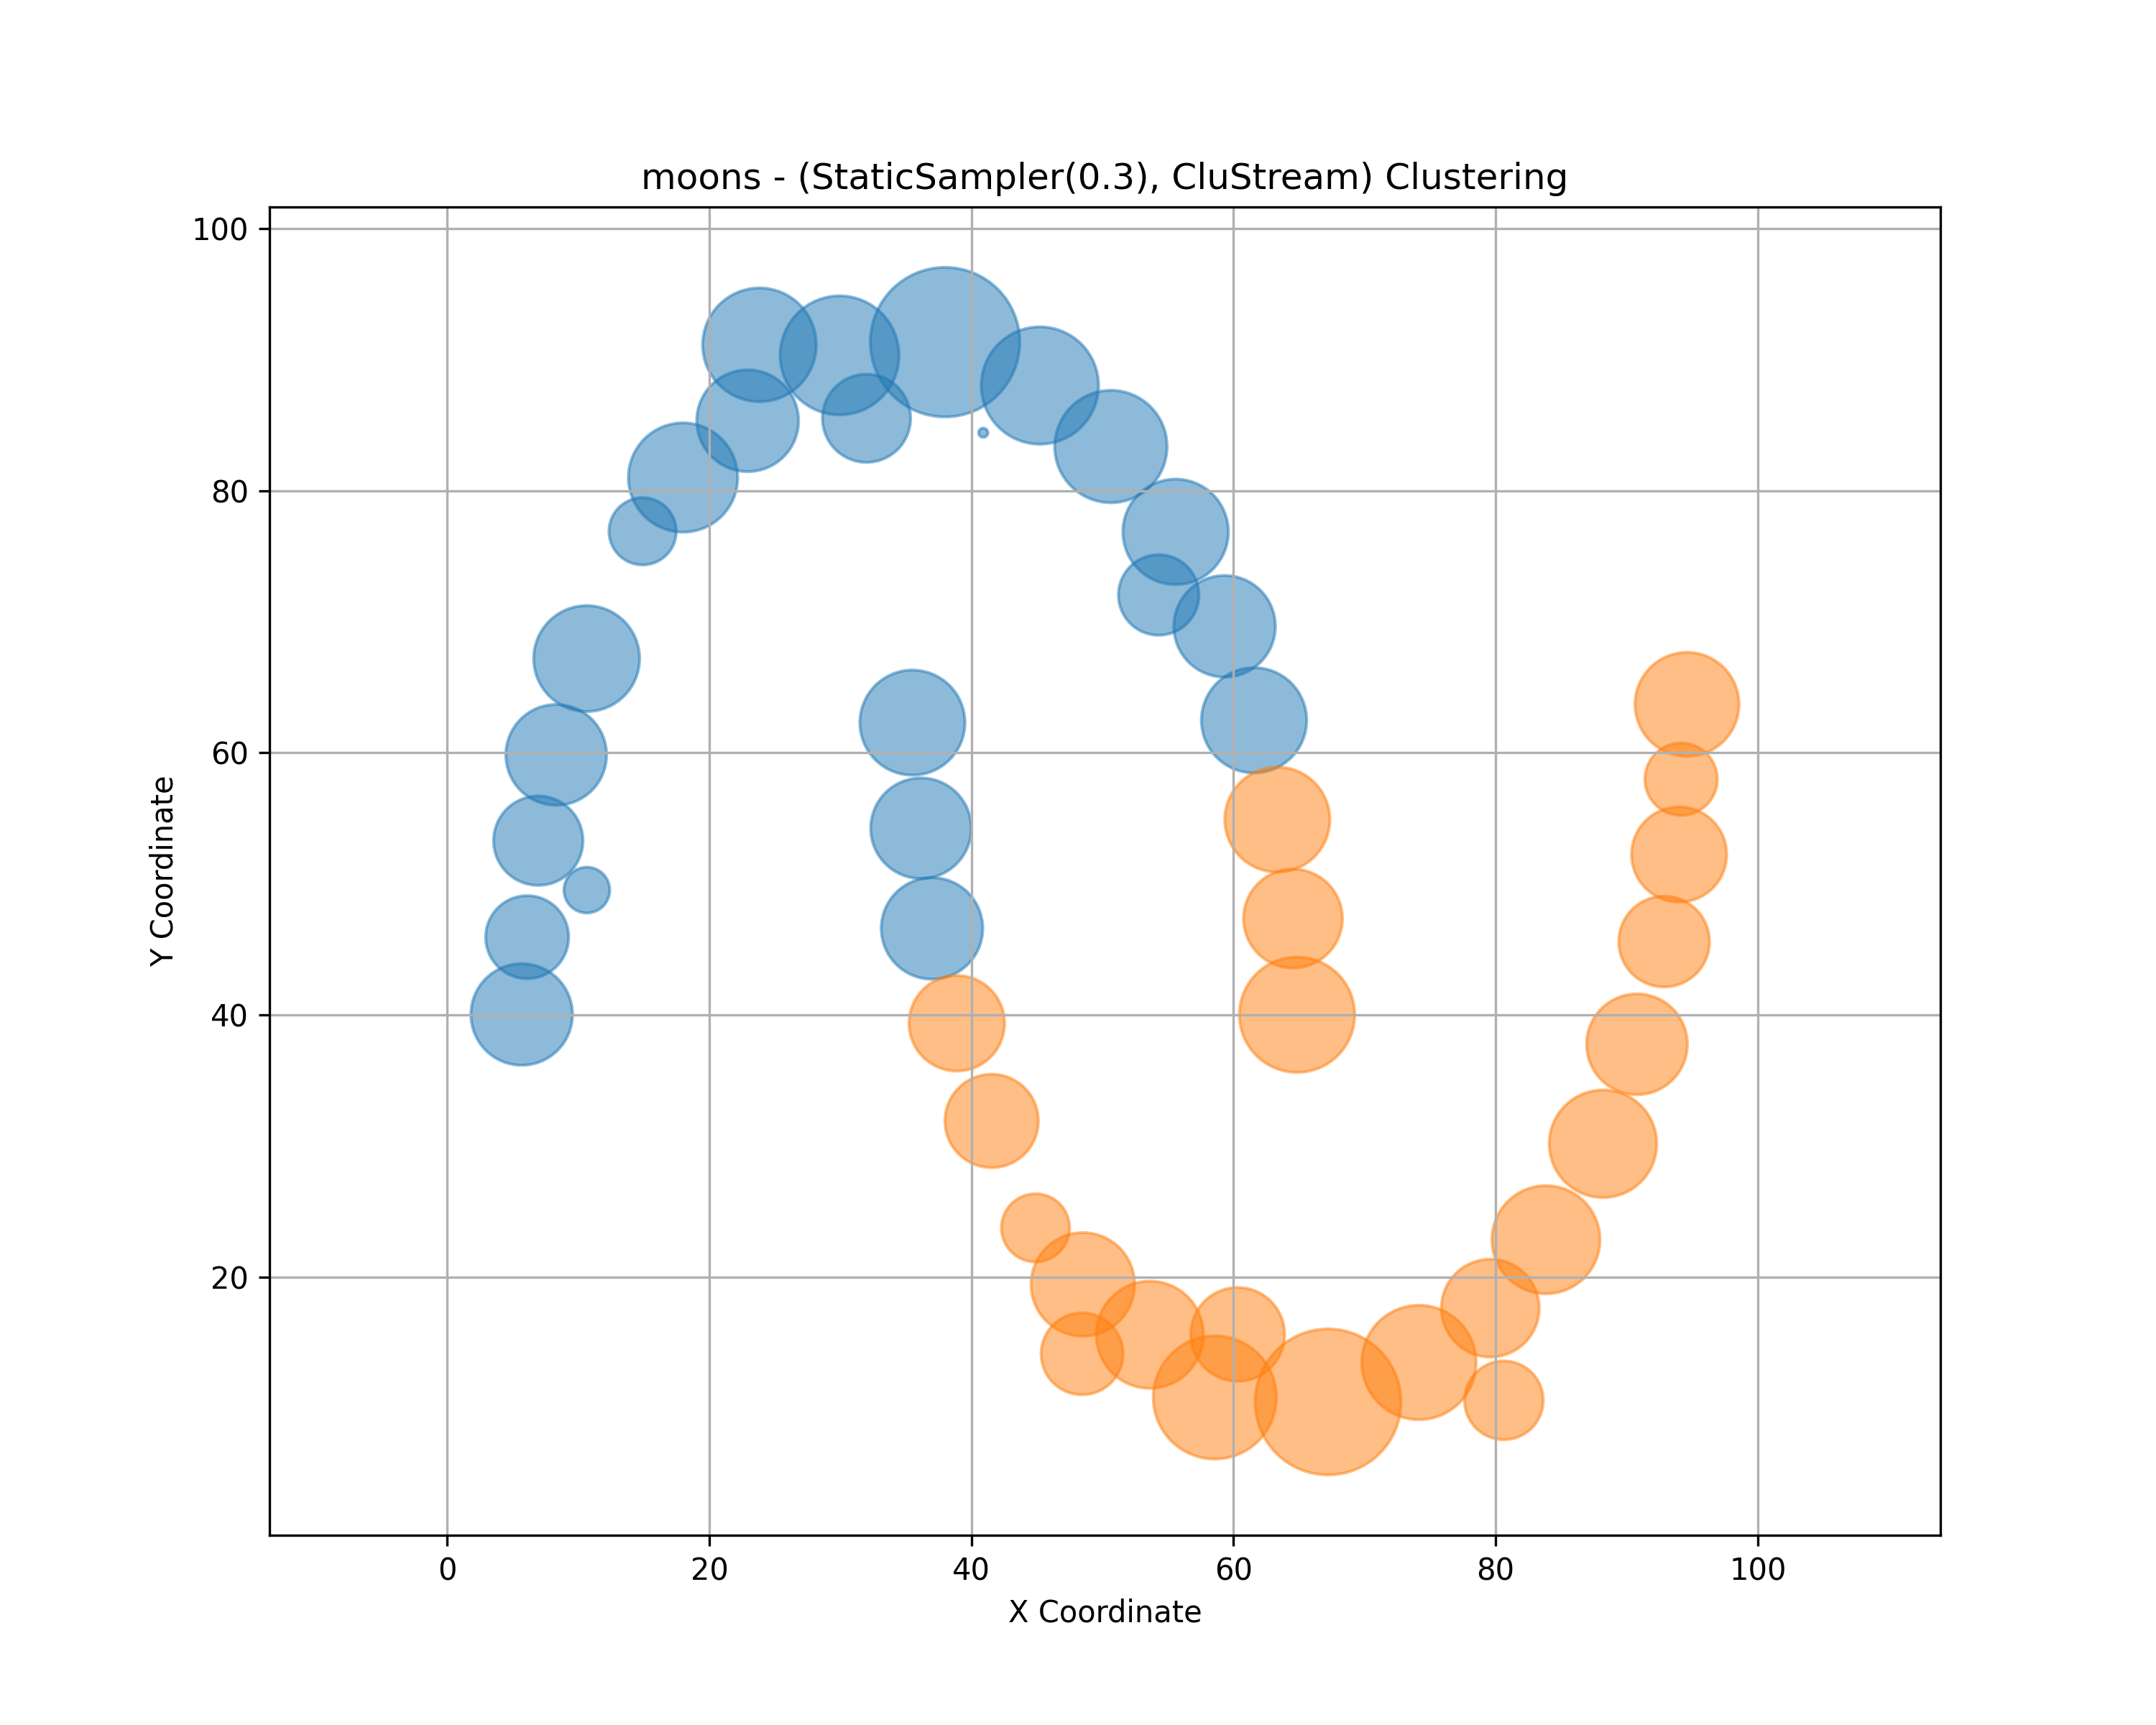 moons - (StaticSampler(0.3), CluStream) Clustering
100
80
60
40
20
Y Coordinate
0 20 40 60 80 100
X Coordinate